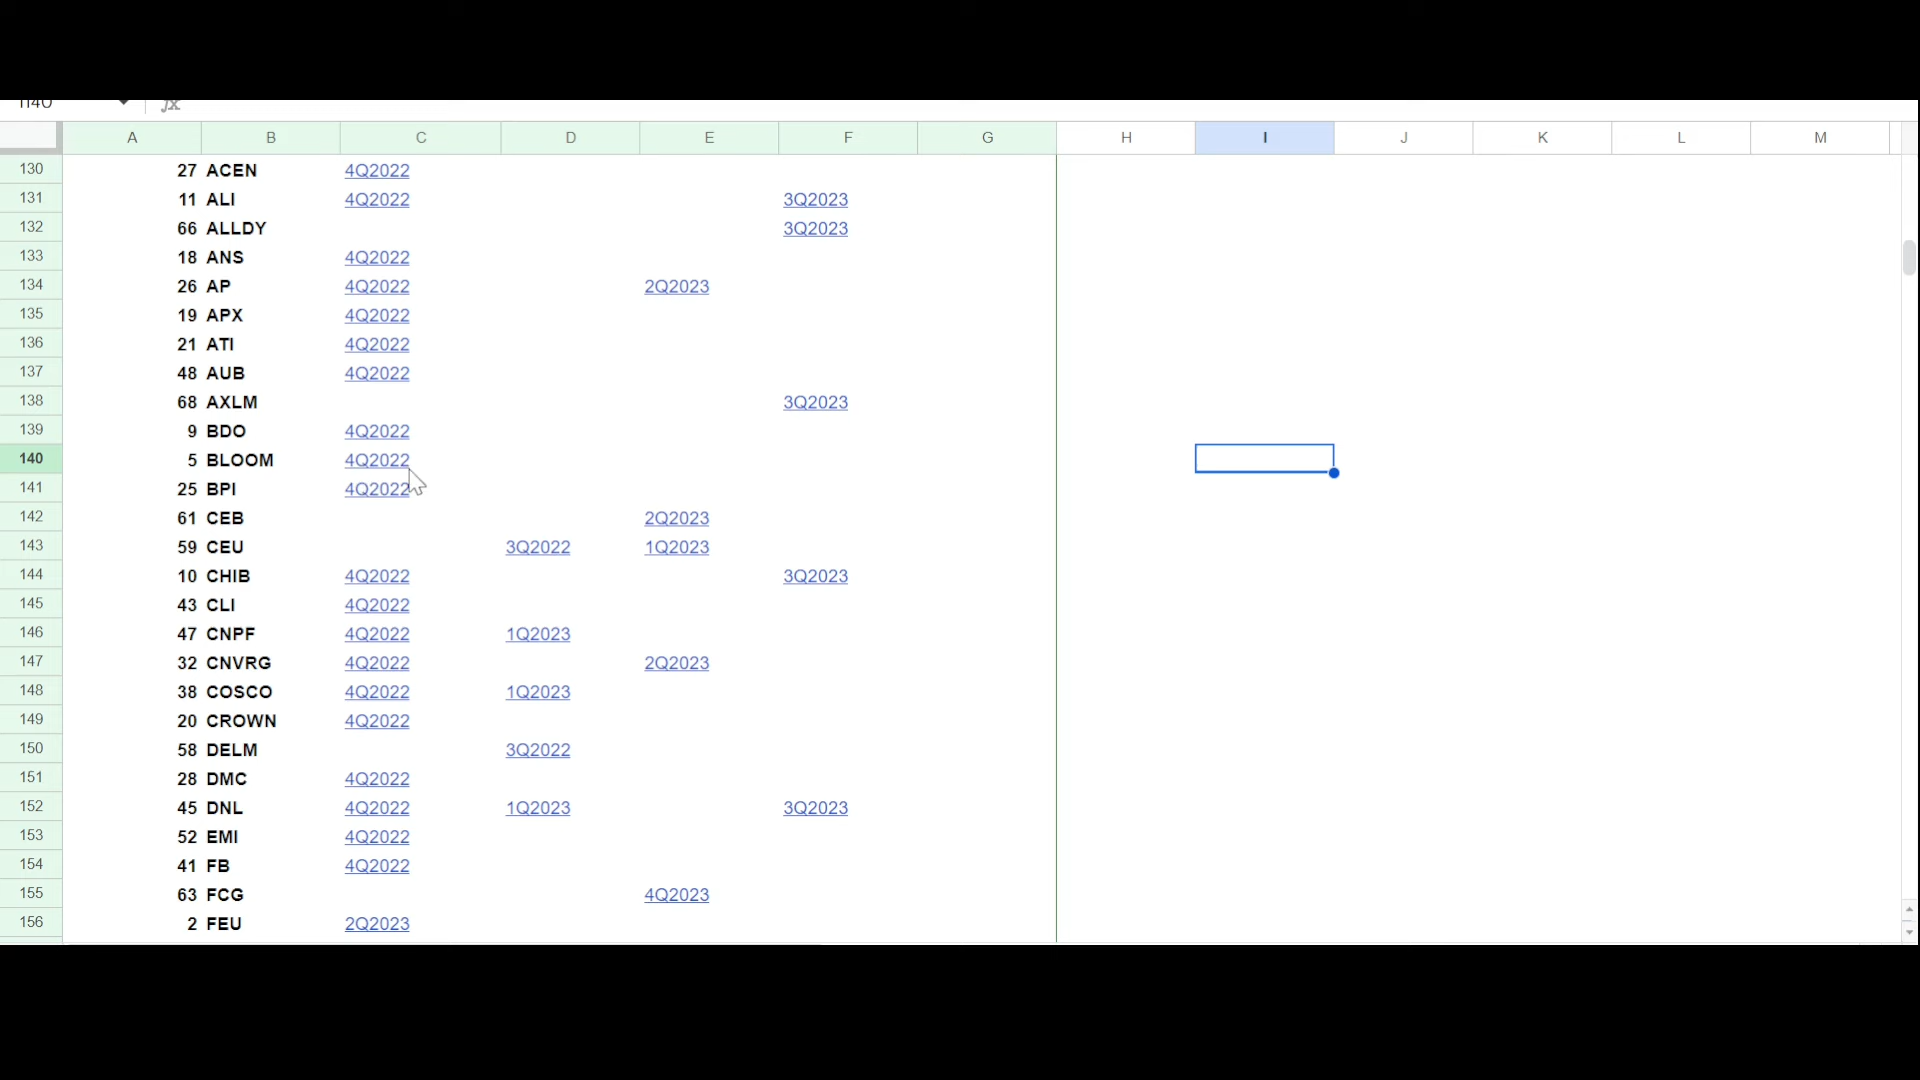 I140 fx
A B C D E F G H I J K L M
130 27 ACEN 4Q2022
131 11 ALI 4Q2022 3Q2023
132 66 ALLDY 3Q2023
133 18 ANS 4Q2022
134 26 AP 4Q2022 2Q2023
135 19 APX 4Q2022
136 21 ATI 4Q2022
137 48 AUB 4Q2022
138 68 AXLM 3Q2023
139 9 BDO 4Q2022
140 5 BLOOM 4Q2022
141 25 BPI 4Q2022
142 61 CEB 2Q2023
143 59 CEU 3Q2022 1Q2023
144 10 CHIB 4Q2022 3Q2023
145 43 CLI 4Q2022
146 47 CNPF 4Q2022 1Q2023
147 32 CNVRG 4Q2022 2Q2023
148 38 COSCO 4Q2022 1Q2023
149 20 CROWN 4Q2022
150 58 DELM 3Q2022
151 28 DMC 4Q2022
152 45 DNL 4Q2022 1Q2023 3Q2023
153 52 EMI 4Q2022
154 41 FB 4Q2022
155 63 FCG 4Q2023
156 2 FEU 2Q2023